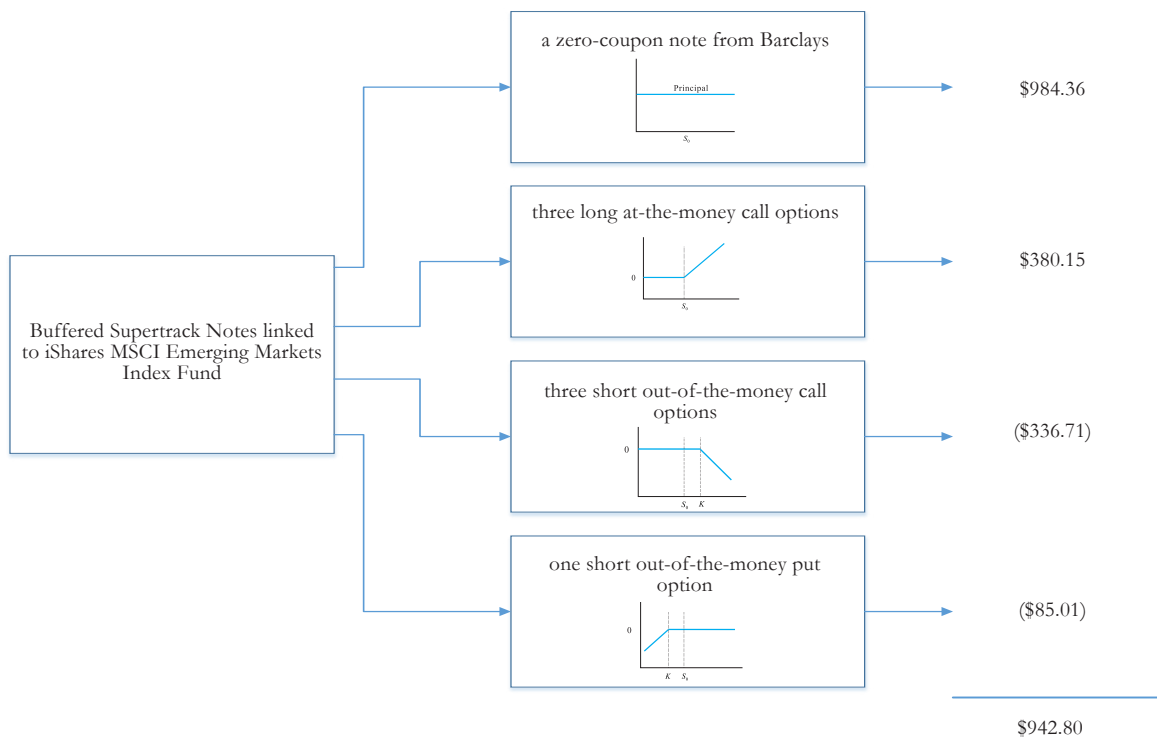 a zero-coupon note from Barclays
Principal
S₀
$984.36
three long at-the-money call options
0
S₀
$380.15
Buffered Supertrack Notes linked
to iShares MSCI Emerging Markets
Index Fund
three short out-of-the-money call
options
0
S₀ K
($336.71)
one short out-of-the-money put
option
0
K S₀
($85.01)
$942.80